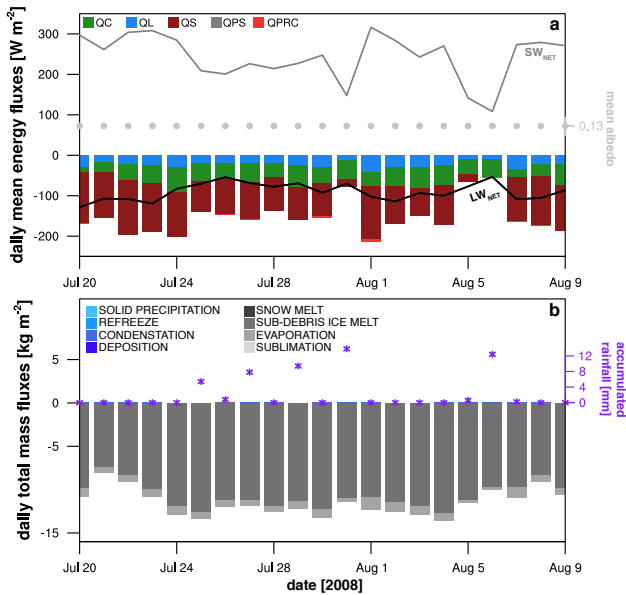 QC QL QS QPS QPRC
a
300
200
100
0
-100
-200
daIly mean energy fluxes [W m-2]
SWNET
LWNET
0.13
mean albedo
Jul 20 Jul 24 Jul 28 Aug 1 Aug 5 Aug 9
b
SOLID PRECIPITATION SNOW MELT
REFREEZE SUB-DEBRIS ICE MELT
CONDENSTATION EVAPORATION
DEPOSITION SUBLIMATION
5
0
-5
-15
daIly total mass fluxes [kg m-2]
12
8
4
0
accumulated
rainfall [mm]
Jul 20 Jul 24 Jul 28 Aug 1 Aug 5 Aug 9
date [2008]